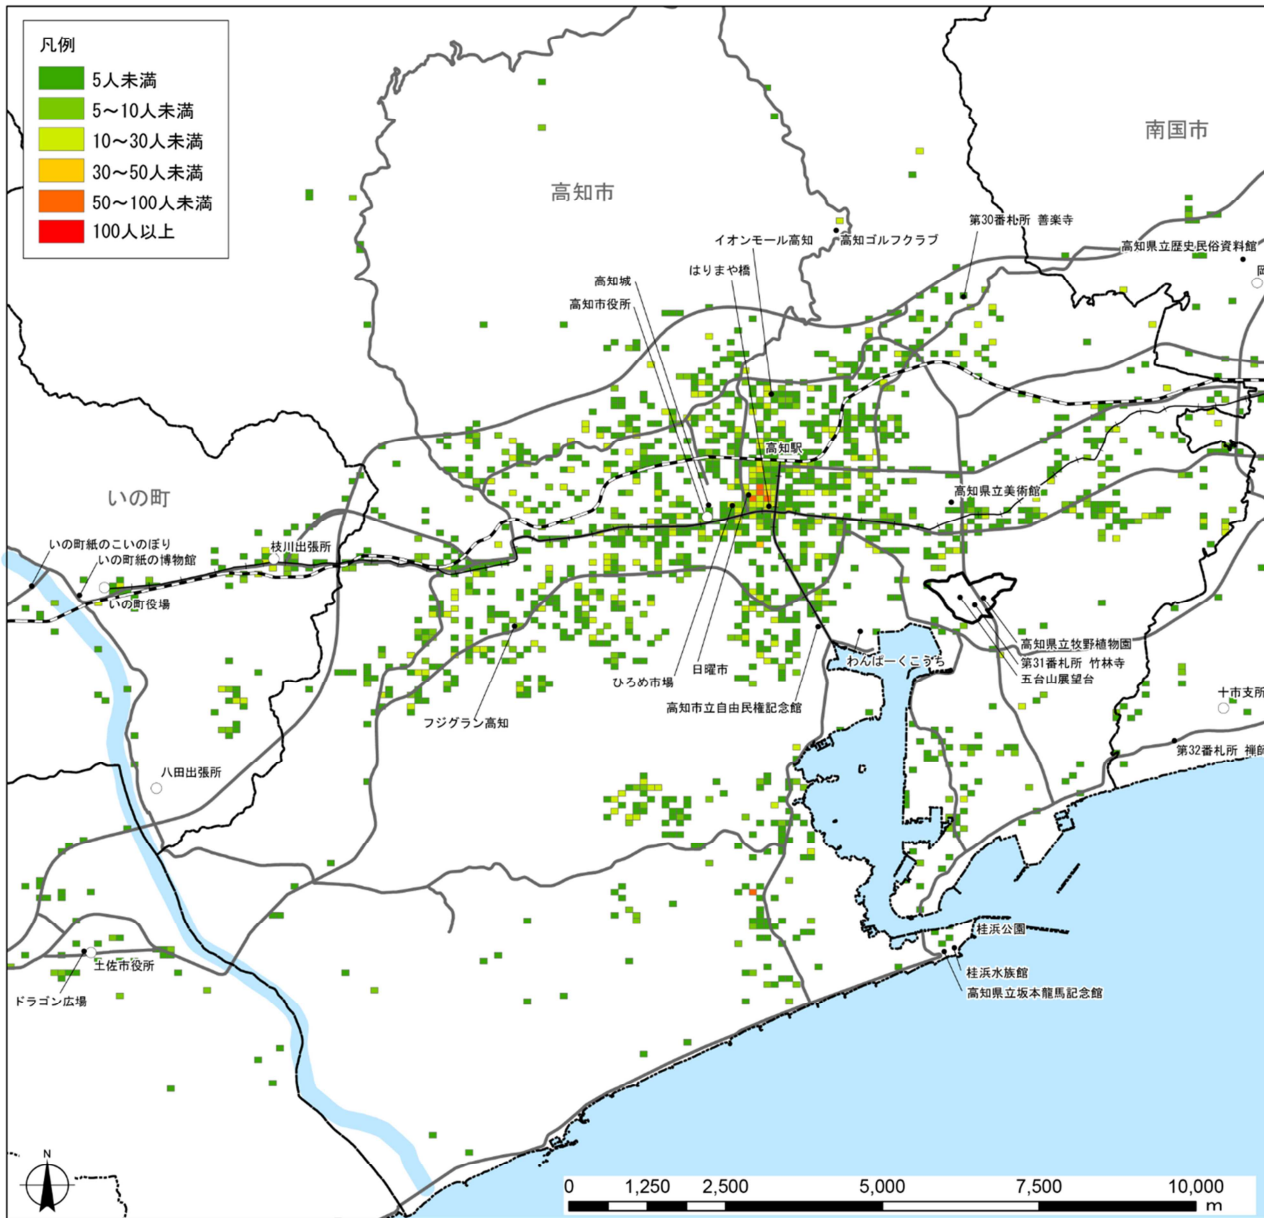 凡例
5人未満
5～10人未満
10～30人未満
30～50人未満
50～100人未満
100人以上
南国市
高知市
第30番札所 善楽寺
イオンモール高知
高知ゴルフクラブ
高知県立歴史民俗資料館
はりまや橋
高知城
高知市役所
岡
高知駅
いの町
高知県立美術館
いの町紙のこいのぼり
枝川出張所
いの町紙の博物館
いの町役場
高知県立牧野植物園
わんぱーくこうち
第31番札所 竹林寺
日曜市
五台山展望台
ひろめ市場
十市支所
高知市立自由民権記念館
フジグラン高知
第32番札所 禅師
八田出張所
桂浜公園
土佐市役所
桂浜水族館
高知県立坂本龍馬記念館
ドラゴン広場
N
0 1,250 2,500 5,000 7,500 10,000
m